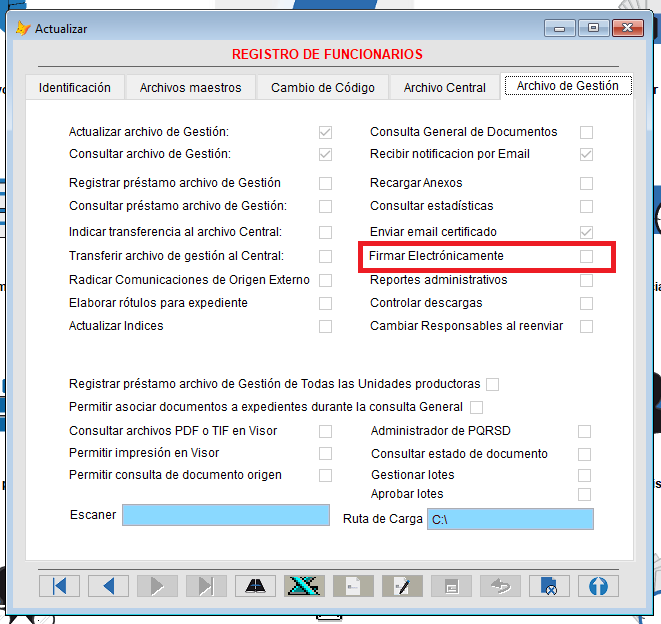 Actualizar
REGISTRO DE FUNCIONARIOS
Identificación Archivos maestros Cambio de Código Archivo Central Archivo de Gestión
Actualizar archivo de Gestión: Consulta General de Documentos
Consultar archivo de Gestión: Recibir notificacion por Email
Registrar préstamo archivo de Gestión Recargar Anexos
Consultar préstamo archivo de Gestión: Consultar estadísticas
Indicar transferencia al archivo Central: Enviar email certificado
Transferir archivo de gestión al Central: Firmar Electrónicamente
Radicar Comunicaciones de Origen Externo Reportes administrativos
Elaborar rótulos para expediente Controlar descargas
Actualizar Indices Cambiar Responsables al reenviar
Registrar préstamo archivo de Gestión de Todas las Unidades productoras
Permitir asociar documentos a expedientes durante la consulta General
Consultar archivos PDF o TIF en Visor Administrador de PQRSD
Permitir impresión en Visor Consultar estado de documento
Permitir consulta de documento origen Gestionar lotes
Aprobar lotes
Escaner Ruta de Carga C:\